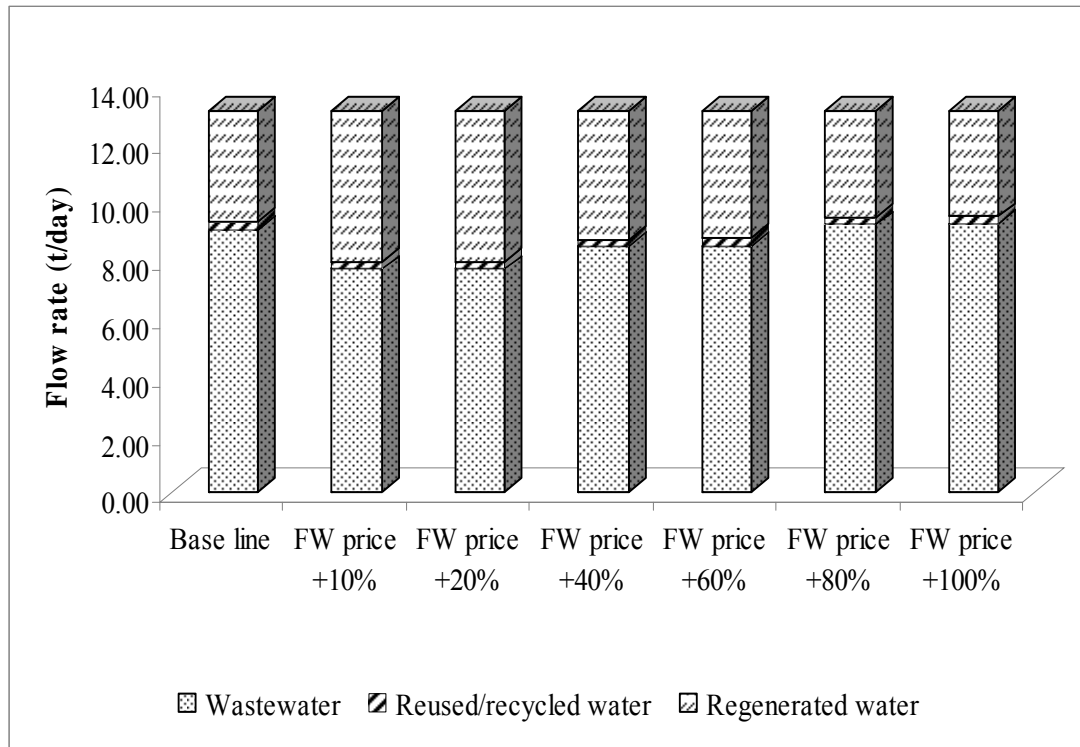 Flow rate (t/day)
14.00
12.00
10.00
8.00
6.00
4.00
2.00
0.00
Base line
FW price
+10%
FW price
+20%
FW price
+40%
FW price
+60%
FW price
+80%
FW price
+100%
Wastewater
Reused/recycled water
Regenerated water